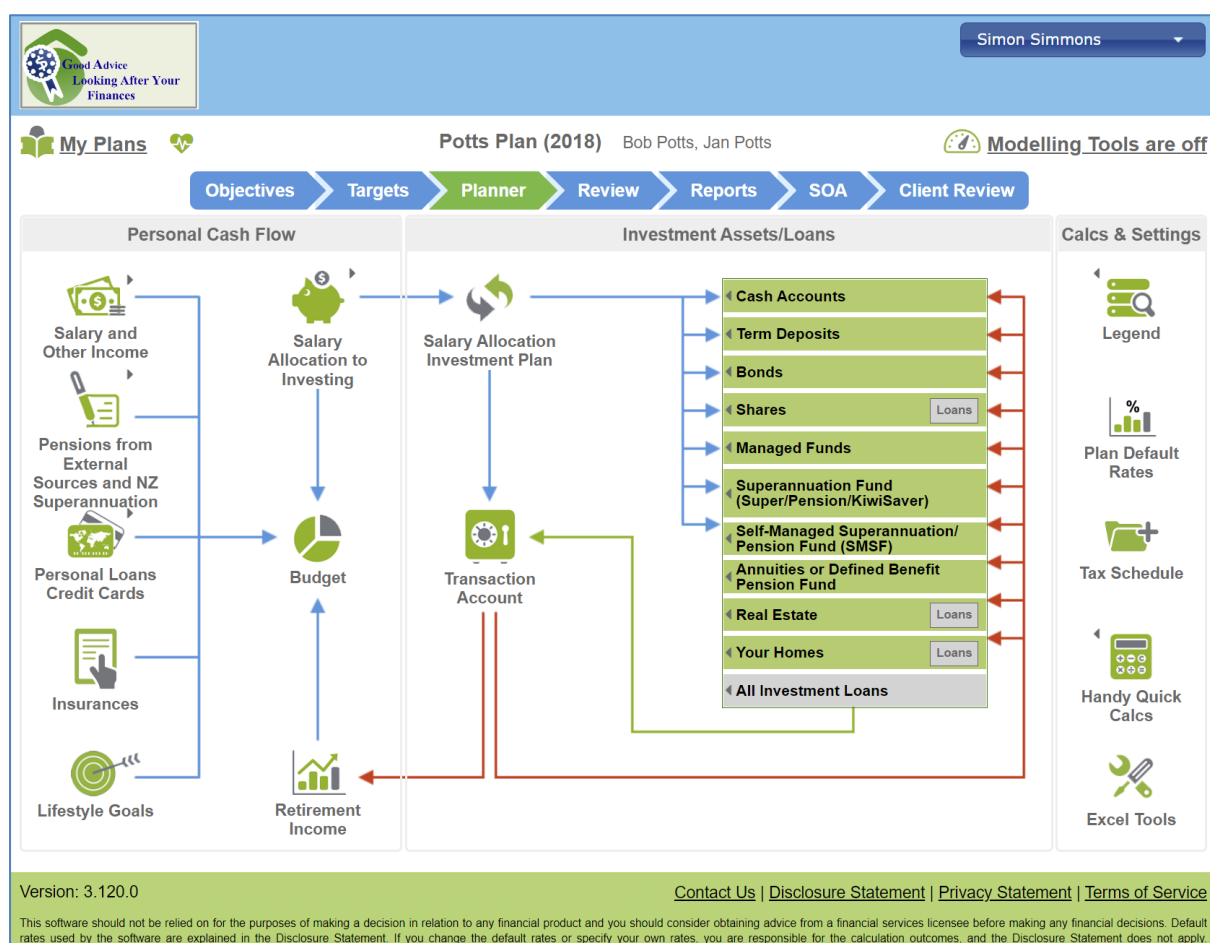 Good Advice
Looking After Your
Finances
Simon Simmons
My Plans
Potts Plan (2018) Bob Potts, Jan Potts
Modelling Tools are off
Objectives
Targets
Planner
Review
Reports
SOA
Client Review
Personal Cash Flow
Salary and
Other Income
Pensions from
External
Sources and NZ
Superannuation
Personal Loans
Credit Cards
Insurances
Lifestyle Goals
$
Salary
Allocation to
Investing
Budget
Retirement
Income
Investment Assets/Loans
Salary Allocation
Investment Plan
Transaction
Account
Cash Accounts
Term Deposits
Bonds
Shares Loans
Managed Funds
Superannuation Fund
(Super/Pension/KiwiSaver)
Self-Managed Superannuation/
Pension Fund (SMSF)
Annuities or Defined Benefit
Pension Fund
Real Estate Loans
Your Homes Loans
All Investment Loans
Calcs & Settings
Legend
%
Plan Default
Rates
Tax Schedule
Handy Quick
Calcs
Excel Tools
Version: 3.120.0
Contact Us | Disclosure Statement | Privacy Statement | Terms of Service
This software should not be relied on for the purposes of making a decision in relation to any financial product and you should consider obtaining advice from a financial services licensee before making any financial decisions. Default
rates used by the software are explained in the Disclosure Statement. If you change the default rates or specify your own rates, you are responsible for the calculation outcomes, and the Disclosure Statement does not apply.